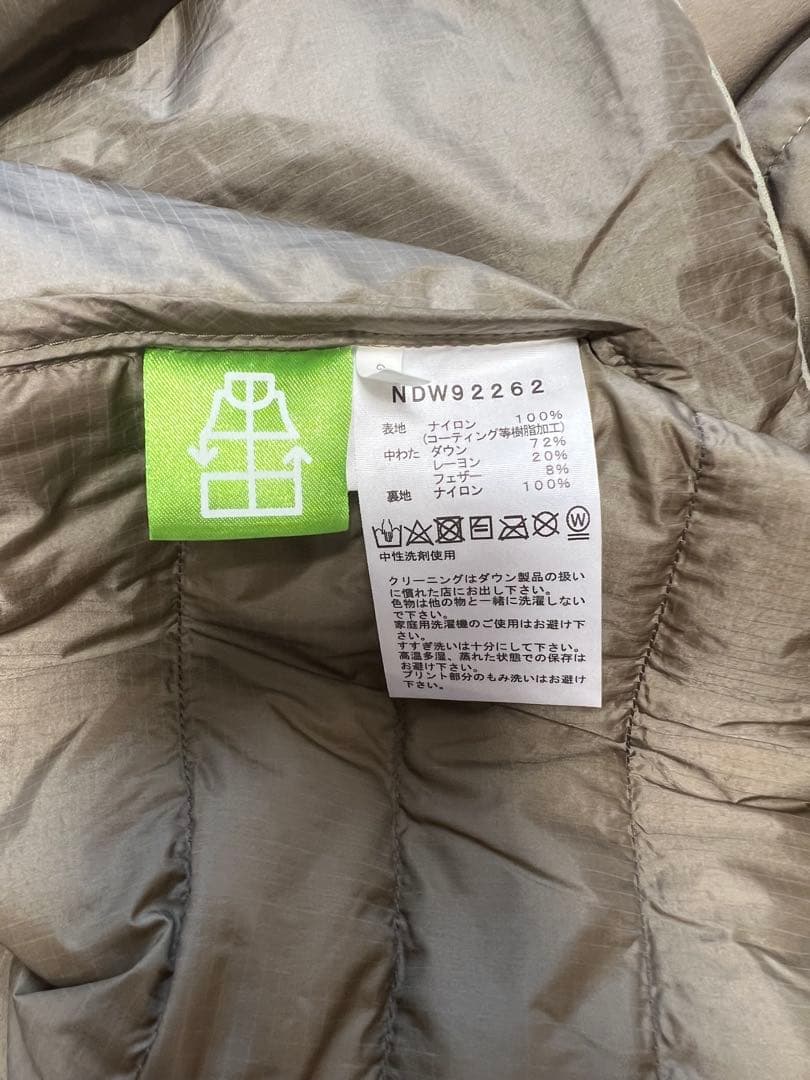 NDW92262
表地 ナイロン 100%
(コーティング等樹脂加工)
中わた ダウン 72%
レーヨン 20%
フェザー 8%
裏地 ナイロン 100%
W
中性洗剤使用
クリーニングはダウン製品の扱い
に慣れた店にお出し下さい。
色物は他の物と一緒に洗濯しない
で下さい。
家庭用洗濯機のご使用はお避け下
さい。
すすぎ洗いは十分にして下さい。
高温多湿、蒸れた状態での保存は
お避け下さい。
プリント部分のもみ洗いはお避け
下さい。